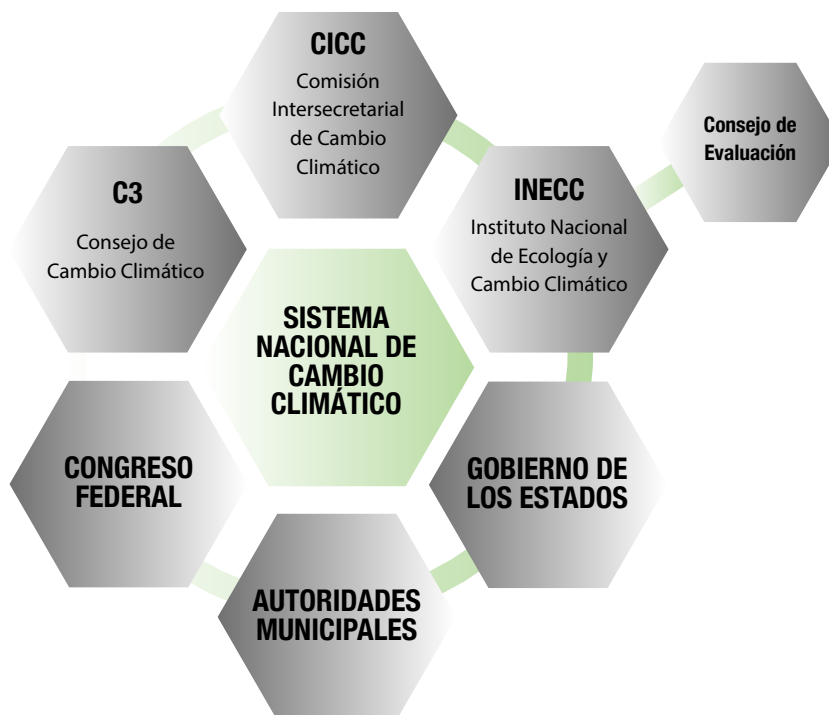 CICC
Comisión
Intersecretarial
de Cambio
Climático
Consejo de
Evaluación
C3
Consejo de
Cambio Climático
INECC
Instituto Nacional
de Ecología y
Cambio Climático
SISTEMA
NACIONAL DE
CAMBIO
CLIMÁTICO
CONGRESO
FEDERAL
GOBIERNO DE
LOS ESTADOS
AUTORIDADES
MUNICIPALES